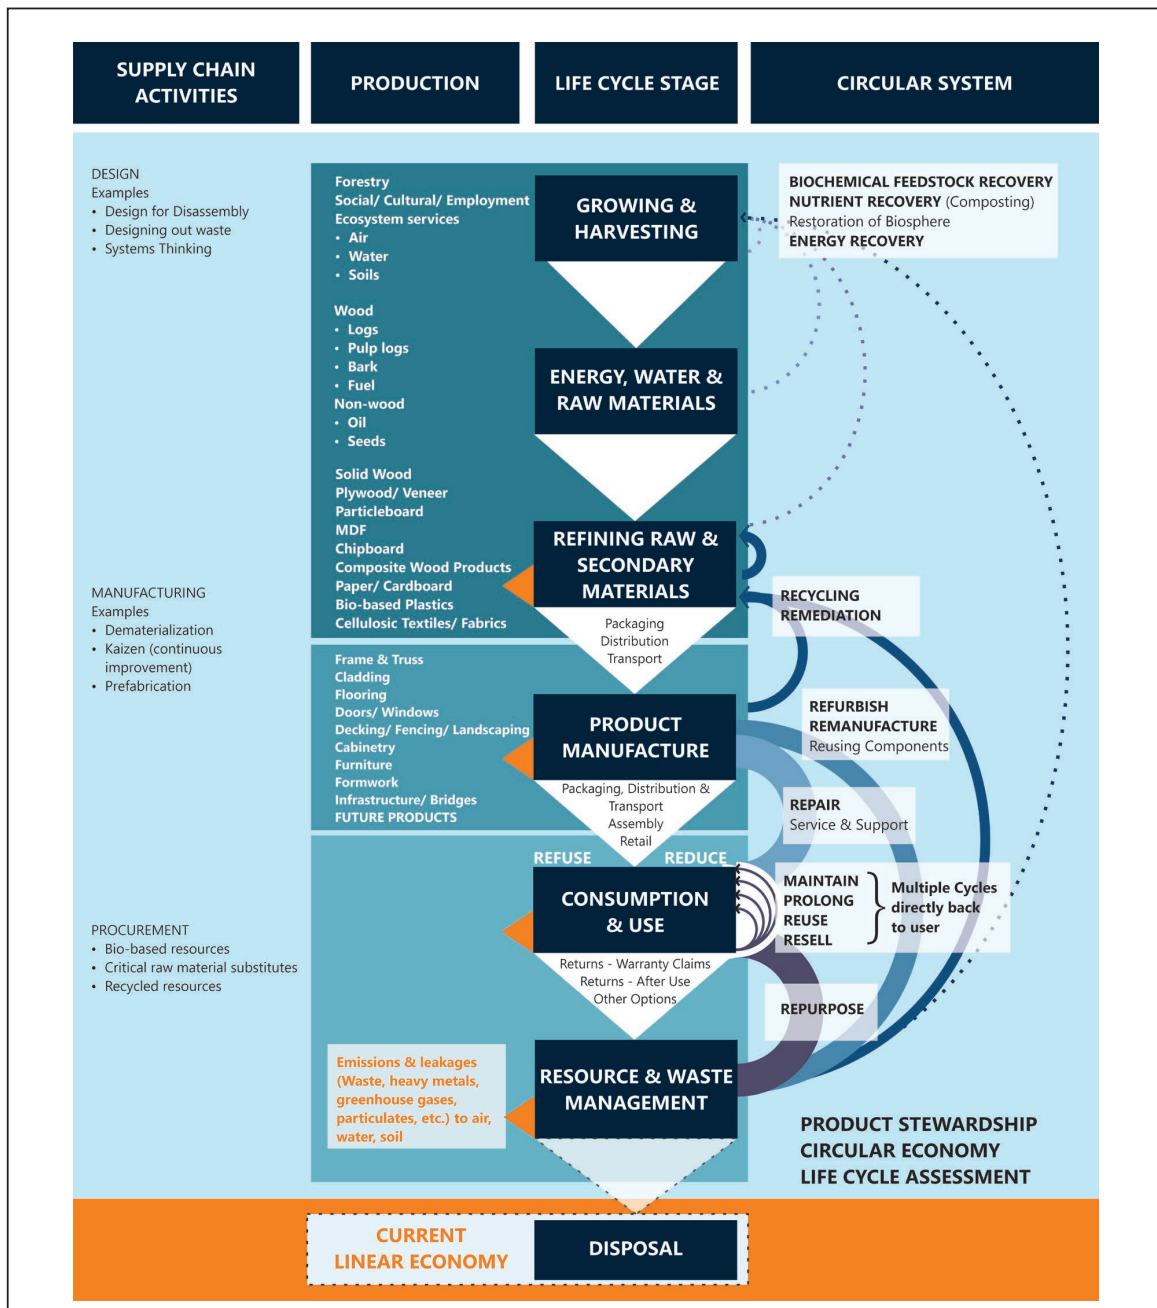 SUPPLY CHAIN
ACTIVITIES
PRODUCTION
LIFE CYCLE STAGE
CIRCULAR SYSTEM
DESIGN
Examples
• Design for Disassembly
• Designing out waste
• Systems Thinking
MANUFACTURING
Examples
• Dematerialization
• Kaizen (continuous
improvement)
• Prefabrication
PROCUREMENT
• Bio-based resources
• Critical raw material substitutes
• Recycled resources
Forestry
Social/ Cultural/ Employment
Ecosystem services
• Air
• Water
• Soils
Wood
• Logs
• Pulp logs
• Bark
• Fuel
Non-wood
• Oil
• Seeds
Solid Wood
Plywood/ Veneer
Particleboard
MDF
Chipboard
Composite Wood Products
Paper/ Cardboard
Bio-based Plastics
Cellulosic Textiles/ Fabrics
Frame & Truss
Cladding
Flooring
Doors/ Windows
Decking/ Fencing/ Landscaping
Cabinetry
Furniture
Formwork
Infrastructure/ Bridges
FUTURE PRODUCTS
Emissions & leakages
(Waste, heavy metals,
greenhouse gases,
particulates, etc.) to air,
water, soil
GROWING &
HARVESTING
ENERGY, WATER &
RAW MATERIALS
REFINING RAW &
SECONDARY
MATERIALS
Packaging
Distribution
Transport
PRODUCT
MANUFACTURE
Packaging, Distribution &
Transport
Assembly
Retail
REFUSE
REDUCE
CONSUMPTION
& USE
Returns - Warranty Claims
Returns - After Use
Other Options
RESOURCE & WASTE
MANAGEMENT
BIOCHEMICAL FEEDSTOCK RECOVERY
NUTRIENT RECOVERY (Composting)
Restoration of Biosphere
ENERGY RECOVERY
RECYCLING
REMEDIATION
REFURBISH
REMANUFACTURE
Reusing Components
REPAIR
Service & Support
MAINTAIN
PROLONG
REUSE
RESELL
Multiple Cycles
directly back
to user
REPURPOSE
PRODUCT STEWARDSHIP
CIRCULAR ECONOMY
LIFE CYCLE ASSESSMENT
CURRENT
LINEAR ECONOMY
DISPOSAL